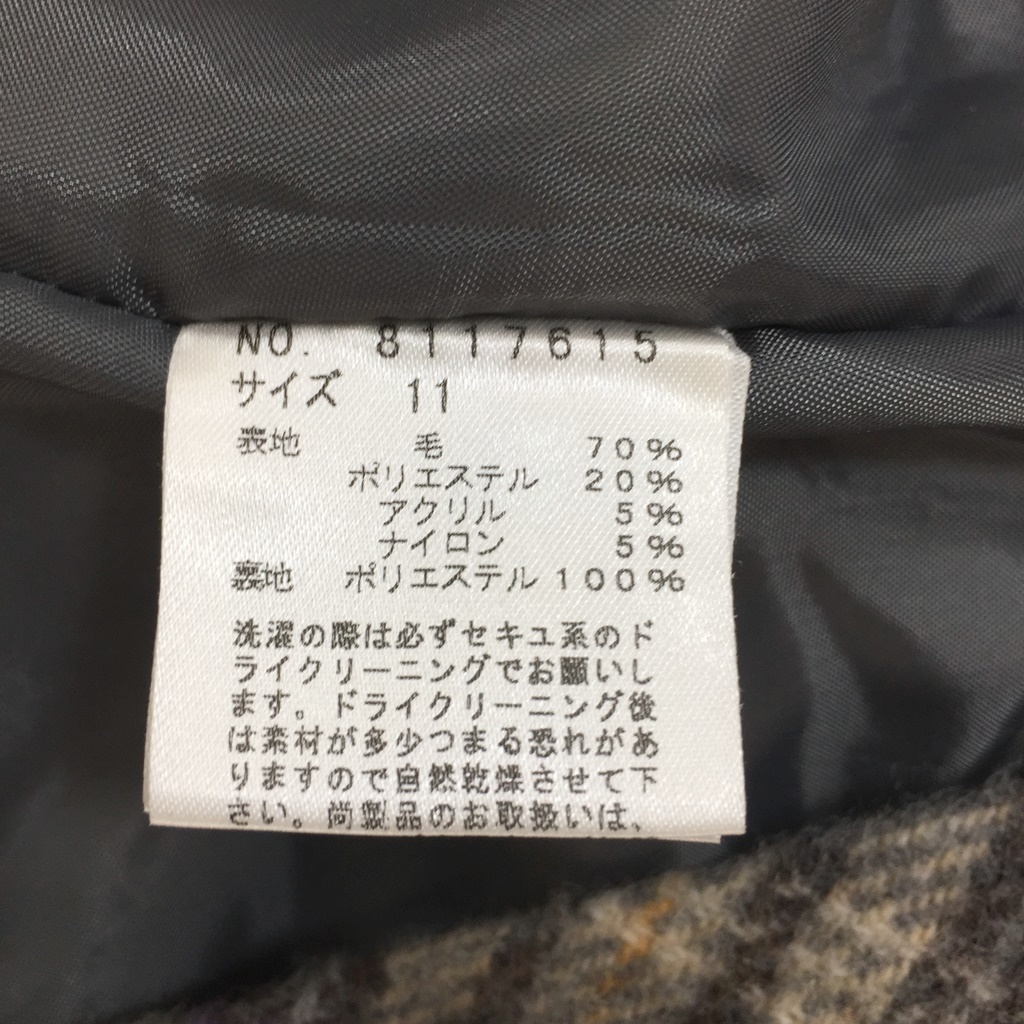 NO. 8117615
サイズ 11
表地 毛 70%
ポリエステル 20%
アクリル 5%
ナイロン 5%
裏地 ポリエステル 100%
洗濯の際は必ずセキユ系のド
ライクリーニングでお願いし
ます。ドライクリーニング後
は素材が多少つまる恐れがあ
りますので自然乾燥させて下
さい。尚製品のお取扱いは、